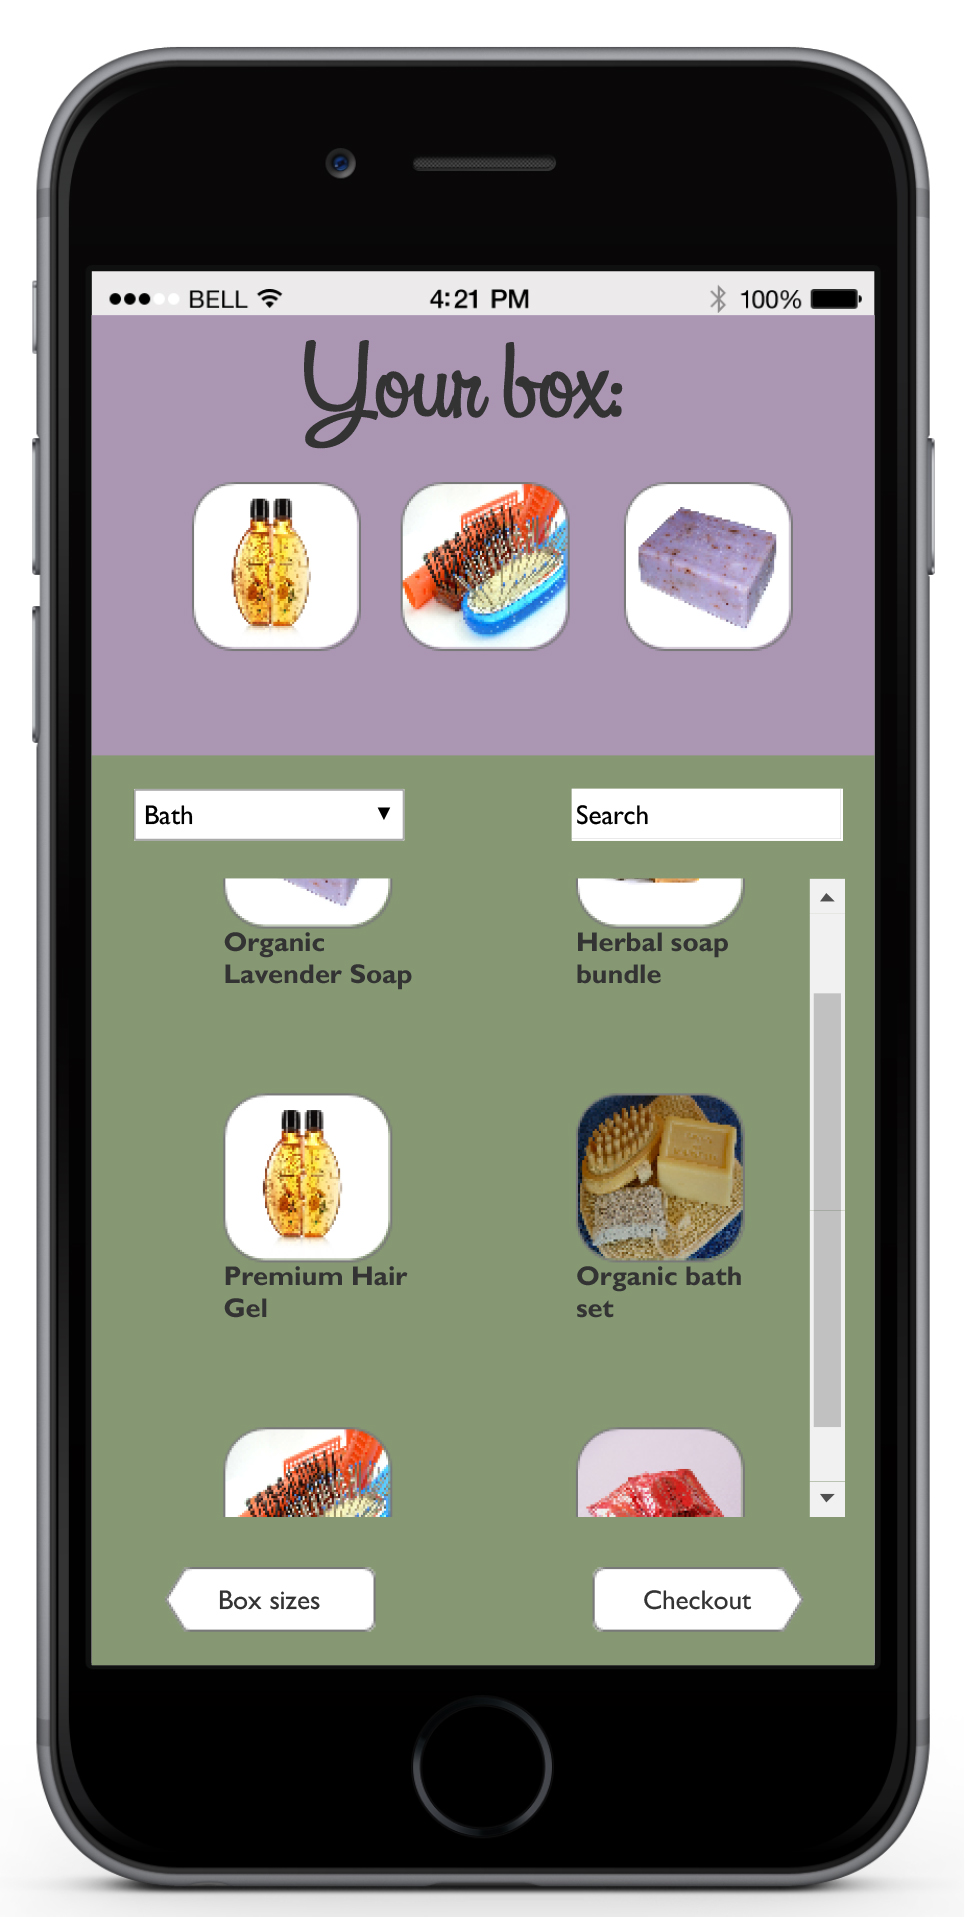 BELL 4:21 PM 100%
Your box:
Bath Search
Organic
Lavender Soap
Herbal soap
bundle
Premium Hair
Gel
Organic bath
set
Box sizes Checkout